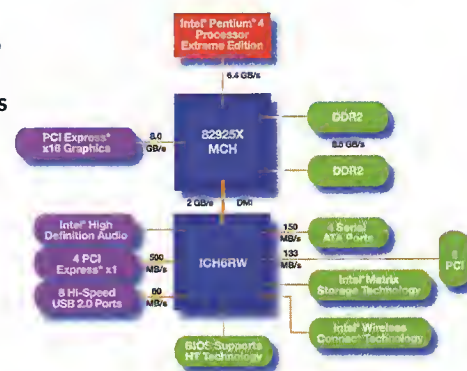 Intel® Pentium® 4
Processor
Extreme Edition
6.4 GB/s
PCI Express*
x16 Graphics
8.0
GB/s
82925X
MCH
DDR2
8.5 GB/s
DDR2
2 GB/s
DMI
Intel® High
Definition Audio
4 PCI
Express* x1
500
MB/s
8 Hi-Speed
USB 2.0 Ports
60
MB/s
ICH6RW
150
MB/s
4 Serial
ATA Ports
133
MB/s
6
PCI
Intel® Matrix
Storage Technology
Intel® Wireless
Connect Technology
BIOS Supports
HT Technology